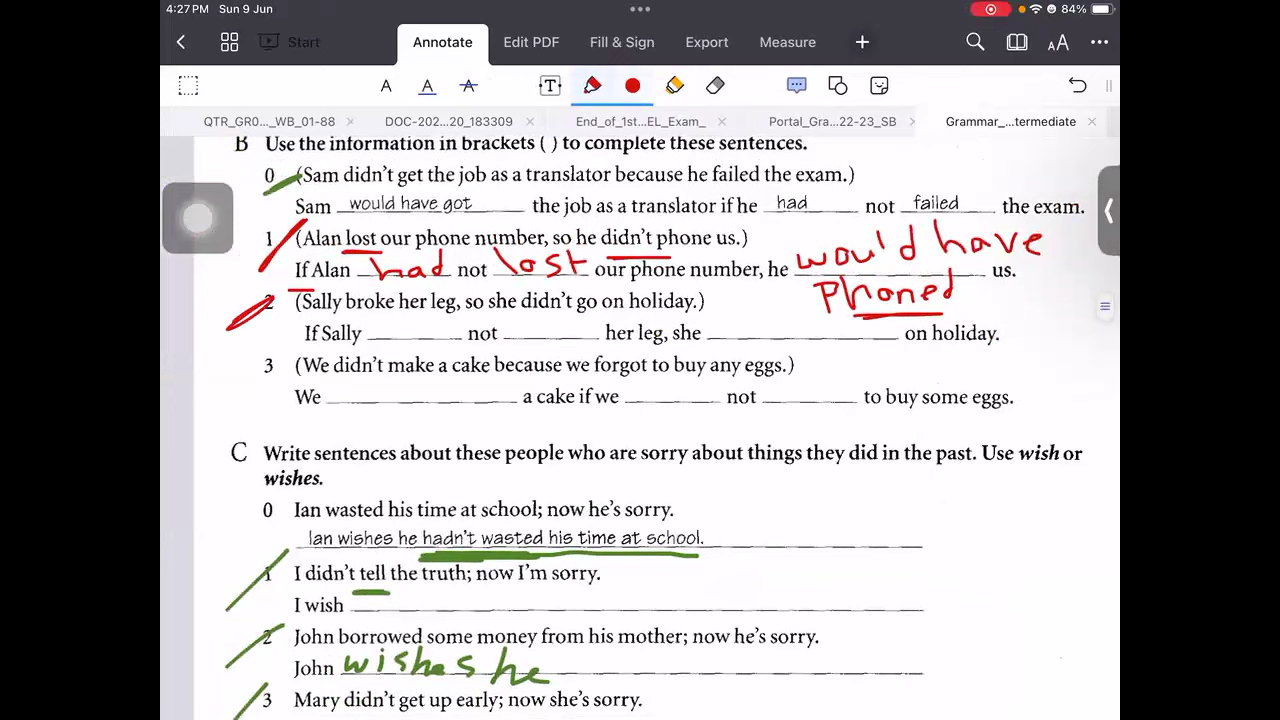 4:27 PM Sun 9 Jun
84%
Start
Annotate
Edit PDF
Fill & Sign
Export
Measure
QTR_GR0..._WB_01-88
DOC-202...20_183309
End_of_1st...EL_Exam_
Portal_Gra...22-23_SB
Grammar_...termediate
B Use the information in brackets ( ) to complete these sentences.
0 (Sam didn't get the job as a translator because he failed the exam.)
Sam would have got the job as a translator if he had not failed the exam.
1 (Alan lost our phone number, so he didn't phone us.)
If Alan had not lost our phone number, he would have phoned us.
2 (Sally broke her leg, so she didn't go on holiday.)
If Sally ________ not ________ her leg, she ________ on holiday.
3 (We didn't make a cake because we forgot to buy any eggs.)
We ________ a cake if we ________ not ________ to buy some eggs.
C Write sentences about these people who are sorry about things they did in the past. Use wish or
wishes.
0 Ian wasted his time at school; now he's sorry.
Ian wishes he hadn't wasted his time at school.
1 I didn't tell the truth; now I'm sorry.
I wish ________
2 John borrowed some money from his mother; now he's sorry.
John wishes he
3 Mary didn't get up early; now she's sorry.